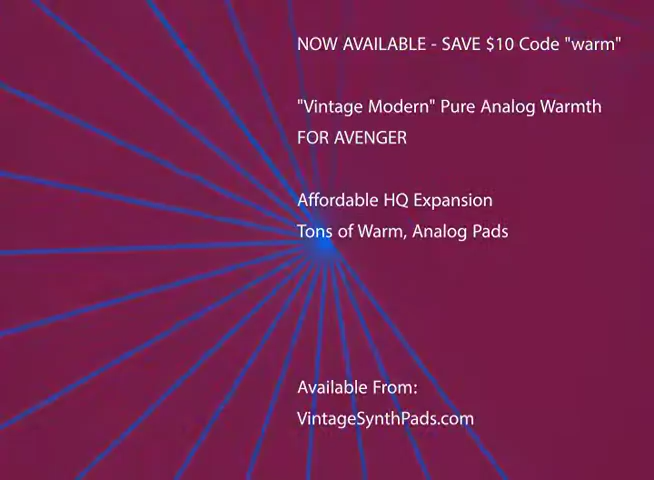 NOW AVAILABLE - SAVE $10 Code "warm"
"Vintage Modern" Pure Analog Warmth
FOR AVENGER
Affordable HQ Expansion
Tons of Warm, Analog Pads
Available From:
VintageSynthPads.com